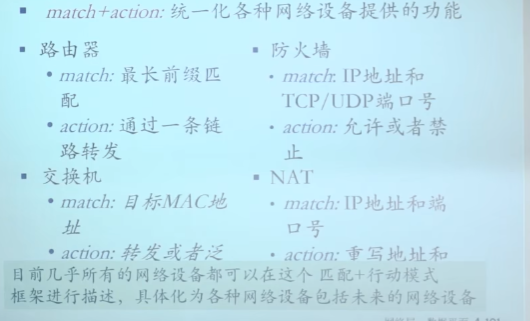 ▪ match+action: 统一化各种网络设备提供的功能
▪ 路由器
• match: 最长前缀匹
配
• action: 通过一条链
路转发
▪ 交换机
• match: 目标MAC地
址
• action: 转发或者泛
▪ 防火墙
• match: IP地址和
TCP/UDP端口号
• action: 允许或者禁
止
▪ NAT
• match: IP地址和端
口号
• action: 重写地址和
目前几乎所有的网络设备都可以在这个 匹配+行动模式
框架进行描述，具体化为各种网络设备包括未来的网络设备